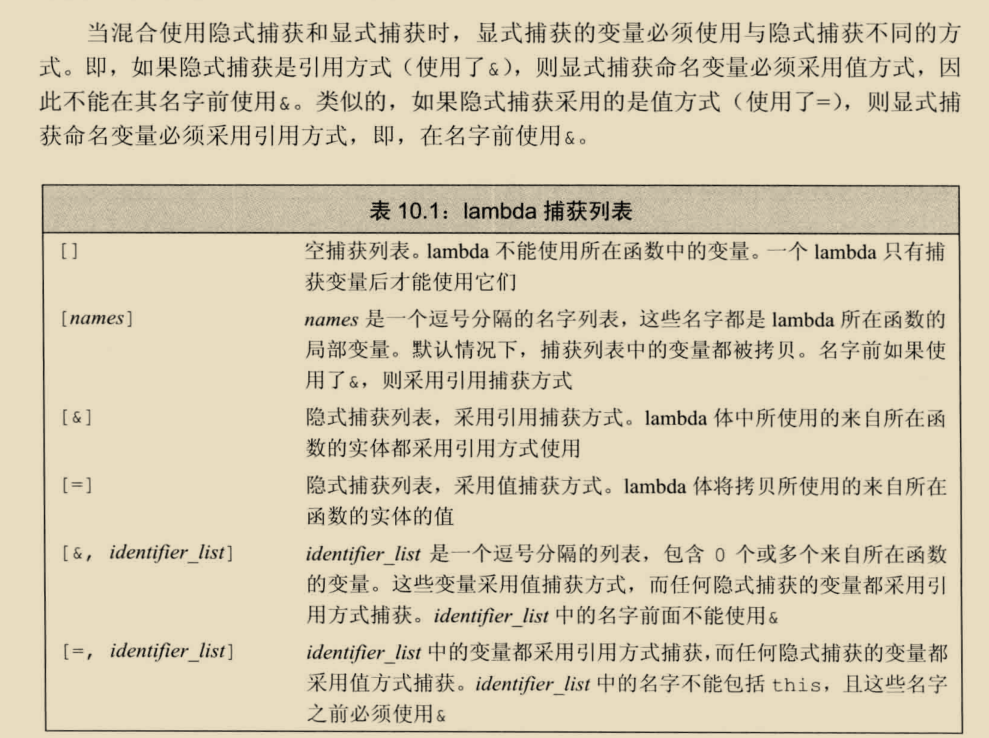 当混合使用隐式捕获和显式捕获时，显式捕获的变量必须使用与隐式捕获不同的方
式。即，如果隐式捕获是引用方式（使用了&），则显式捕获命名变量必须采用值方式，因
此不能在其名字前使用&。类似的，如果隐式捕获采用的是值方式（使用了=），则显式捕
获命名变量必须采用引用方式，即，在名字前使用&。
表 10.1：lambda 捕获列表
[] 空捕获列表。lambda 不能使用所在函数中的变量。一个 lambda 只有捕
获变量后才能使用它们
[names] names 是一个逗号分隔的名字列表，这些名字都是 lambda 所在函数的
局部变量。默认情况下，捕获列表中的变量都被拷贝。名字前如果使
用了&，则采用引用捕获方式
[&] 隐式捕获列表，采用引用捕获方式。lambda 体中所使用的来自所在函
数的实体都采用引用方式使用
[=] 隐式捕获列表，采用值捕获方式。lambda 体将拷贝所使用的来自所在
函数的实体的值
[&, identifier_list] identifier_list 是一个逗号分隔的列表，包含 0 个或多个来自所在函数
的变量。这些变量采用值捕获方式，而任何隐式捕获的变量都采用引
用方式捕获。identifier_list 中的名字前面不能使用&
[=, identifier_list] identifier_list 中的变量都采用引用方式捕获，而任何隐式捕获的变量都
采用值方式捕获。identifier_list 中的名字不能包括 this，且这些名字
之前必须使用&